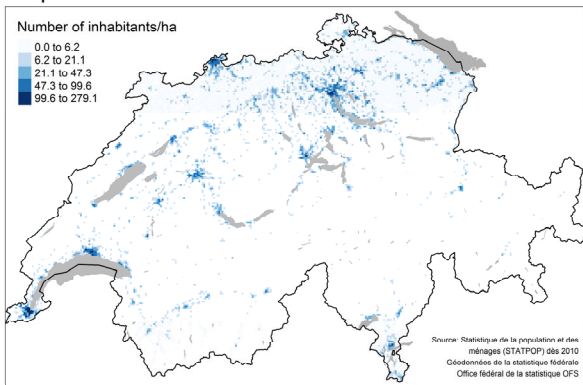 Number of inhabitants/ha
0.0 to 6.2
6.2 to 21.1
21.1 to 47.3
47.3 to 99.6
99.6 to 279.1
Source: Statistique de la population et des
ménages (STATPOP) dès 2010
Géodonnées de la statistique fédérale
Office fédéral de la statistique OFS